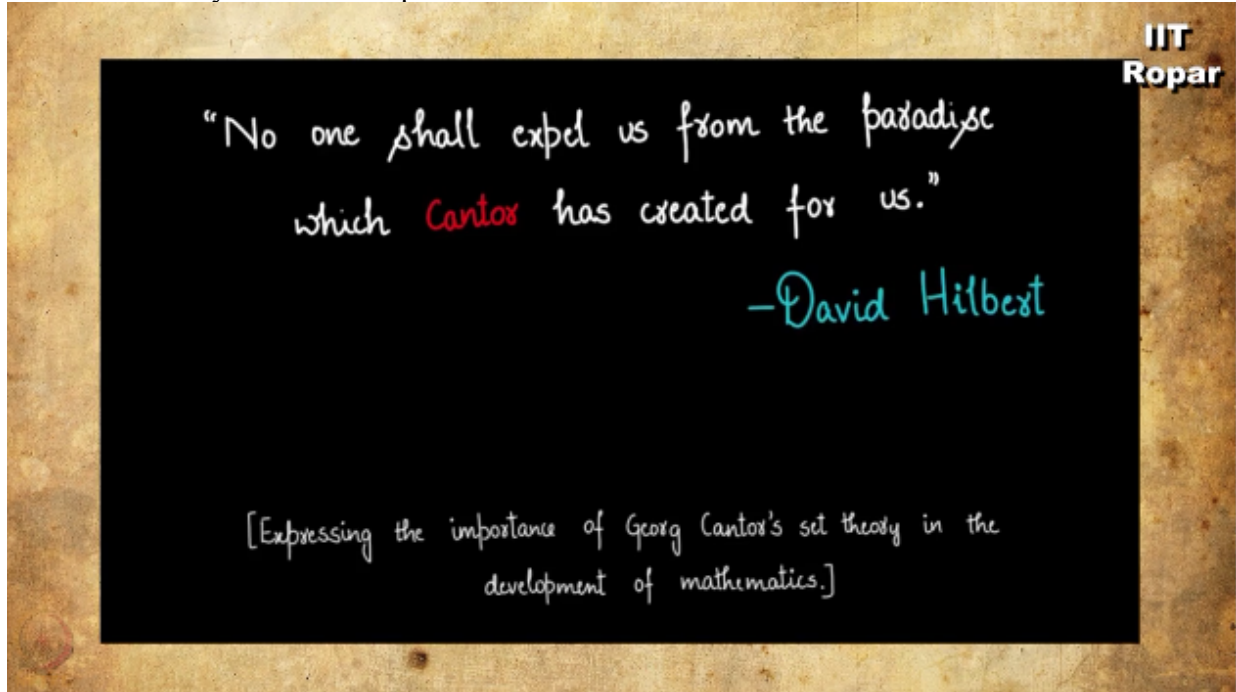 IIT
Ropar
“No one shall expel us from the paradise
which Cantor has created for us.”
–David Hilbert
[Expressing the importance of Georg Cantor's set theory in the
development of mathematics.]